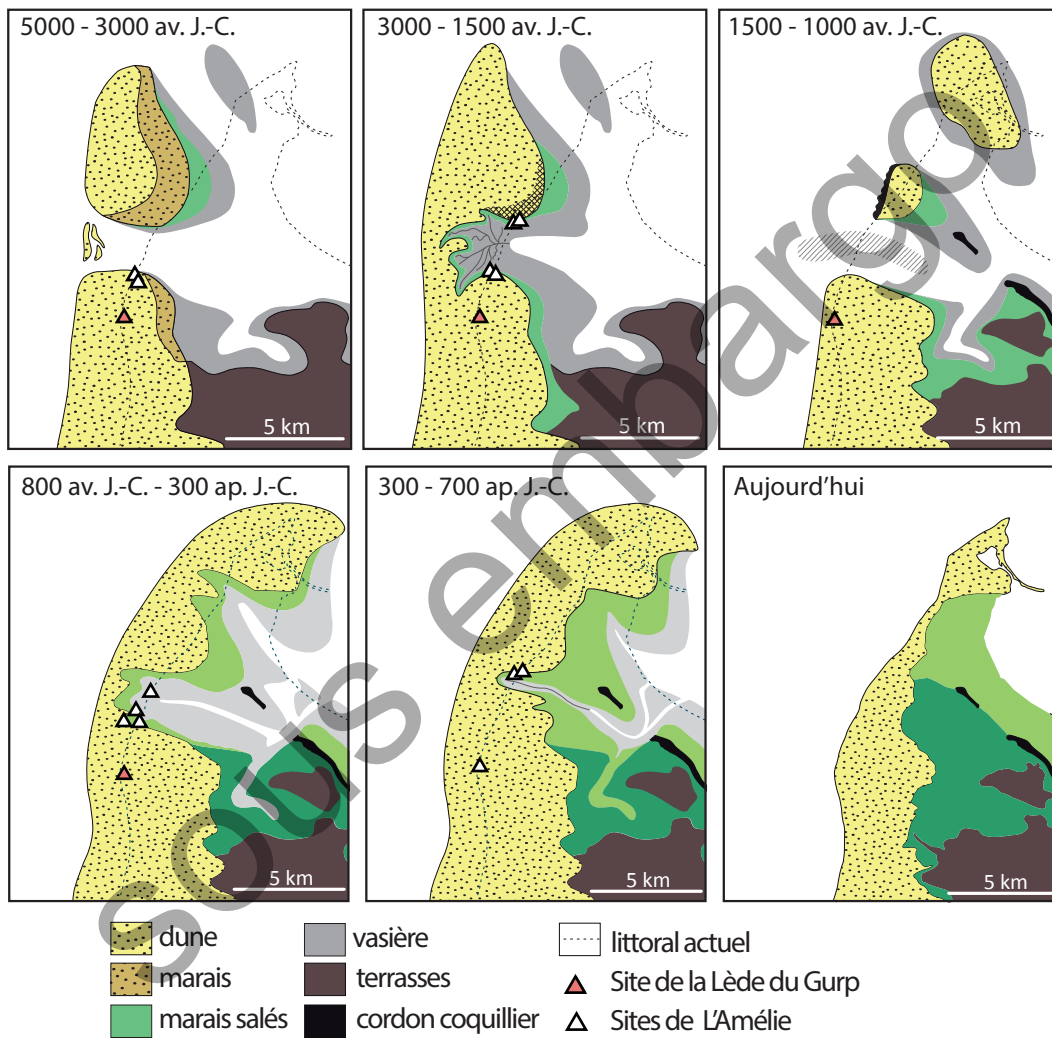 5000 - 3000 av. J.-C.
3000 - 1500 av. J.-C.
1500 - 1000 av. J.-C.
5 km
5 km
5 km
800 av. J.-C. - 300 ap. J.-C.
300 - 700 ap. J.-C.
Aujourd'hui
5 km
5 km
5 km
sous embargo
dune
vasière
littoral actuel
marais
terrasses
Site de la Lède du Gurp
marais salés
cordon coquillier
Sites de L'Amélie